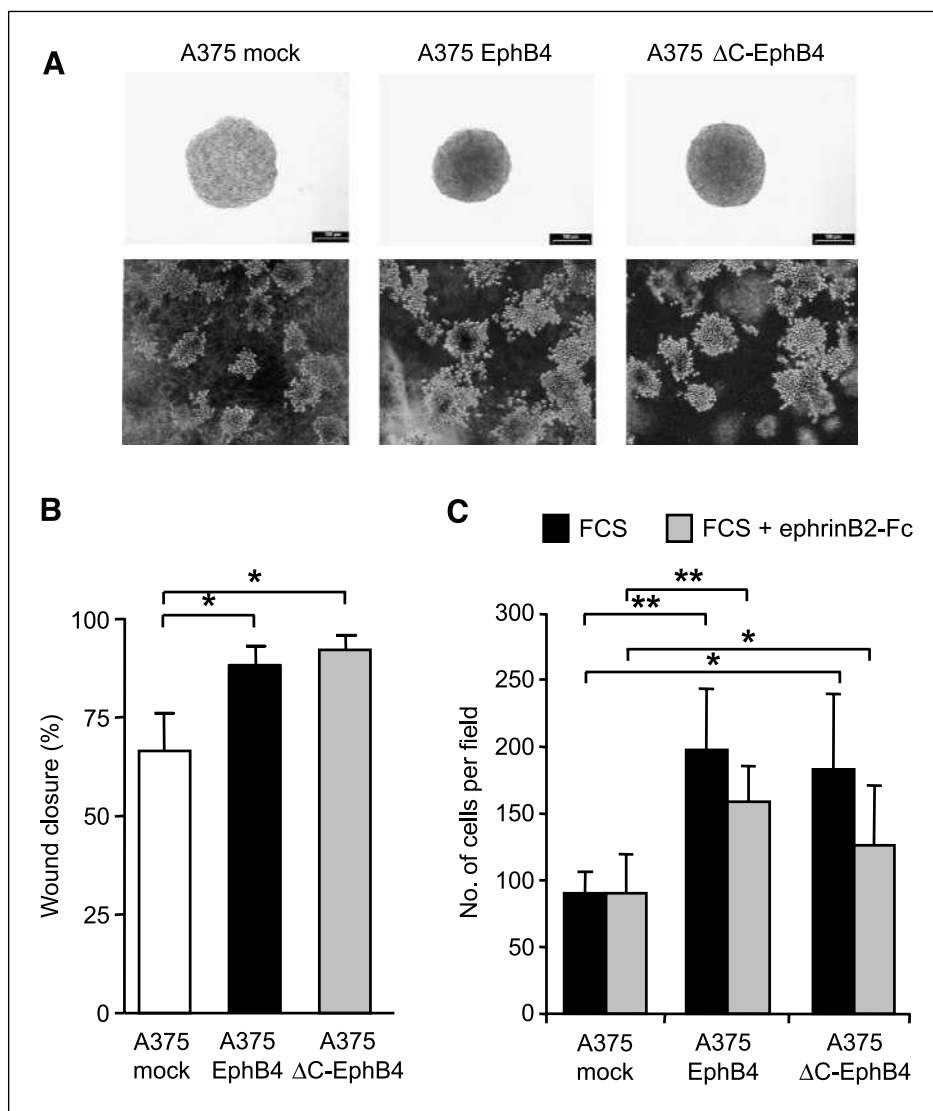 A
A375 mock
A375 EphB4
A375 ΔC-EphB4
B
Wound closure (%)
100
75
50
25
0
*
*
A375 mock
A375 EphB4
A375 ΔC-EphB4
C
FCS
FCS + ephrinB2-Fc
No. of cells per field
300
250
200
150
100
50
0
**
**
*
*
A375 mock
A375 EphB4
A375 ΔC-EphB4